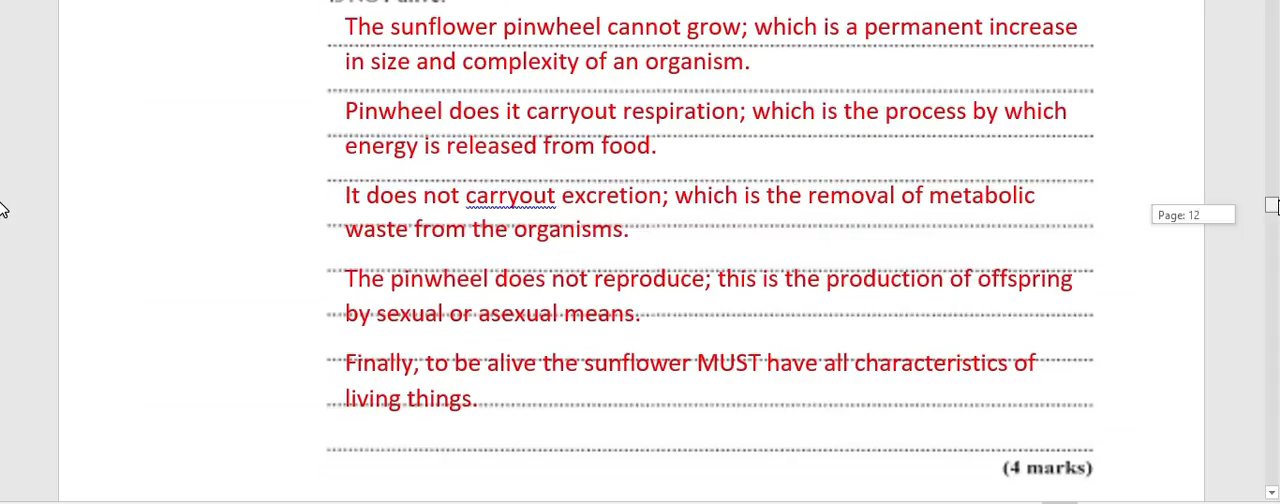 The sunflower pinwheel cannot grow; which is a permanent increase
in size and complexity of an organism.
Pinwheel does it carryout respiration; which is the process by which
energy is released from food.
It does not carryout excretion; which is the removal of metabolic
waste from the organisms.
Page: 12
The pinwheel does not reproduce; this is the production of offspring
by sexual or asexual means.
Finally, to be alive the sunflower MUST have all characteristics of
living things.
(4 marks)